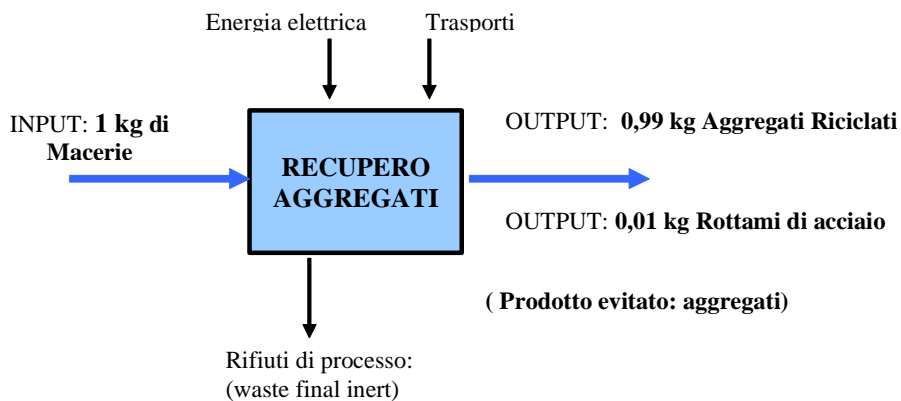 Energia elettrica
Trasporti
INPUT: 1 kg di
Macerie
OUTPUT: 0,99 kg Aggregati Riciclati
RECUPERO
AGGREGATI
OUTPUT: 0,01 kg Rottami di acciaio
( Prodotto evitato: aggregati)
Rifiuti di processo:
(waste final inert)